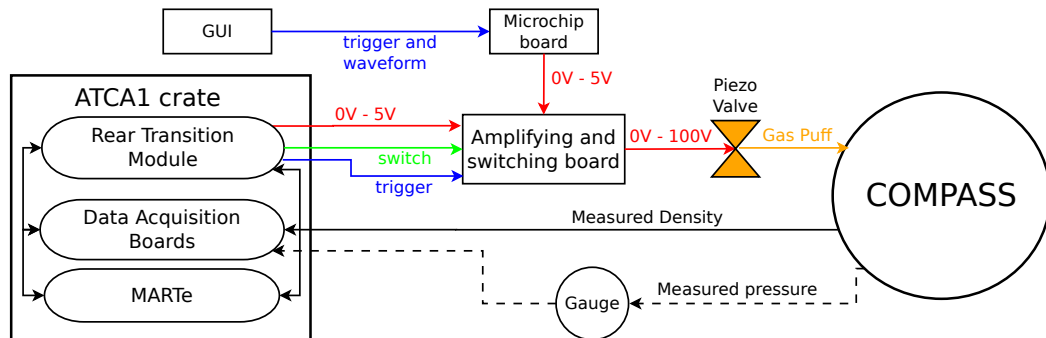 GUI
trigger and
waveform
Microchip
board
0V - 5V
ATCA1 crate
Rear Transition
Module
0V - 5V
switch
trigger
Amplifying and
switching board
0V - 100V
Piezo
Valve
Gas Puff
COMPASS
Data Acquisition
Boards
Measured Density
MARTe
Gauge
Measured pressure